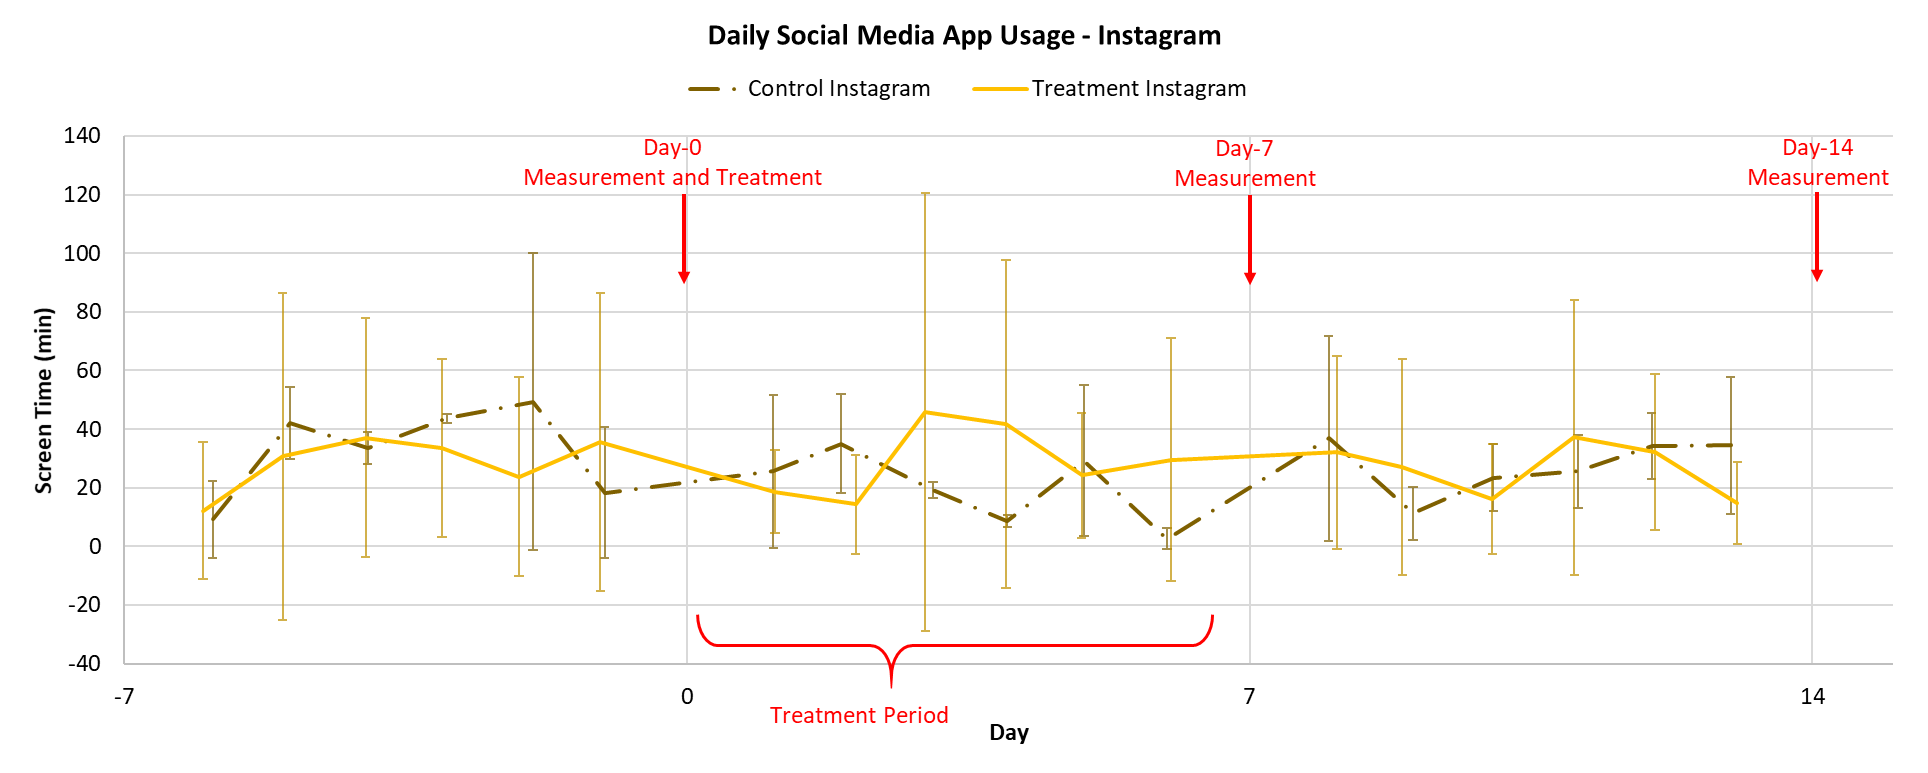 Daily Social Media App Usage - Instagram
Control Instagram
Treatment Instagram
Day-0
Measurement and Treatment
Day-7
Measurement
Day-14
Measurement
Screen Time (min)
140
120
100
80
60
40
20
0
-20
-40
-7
0
7
14
Treatment Period
Day